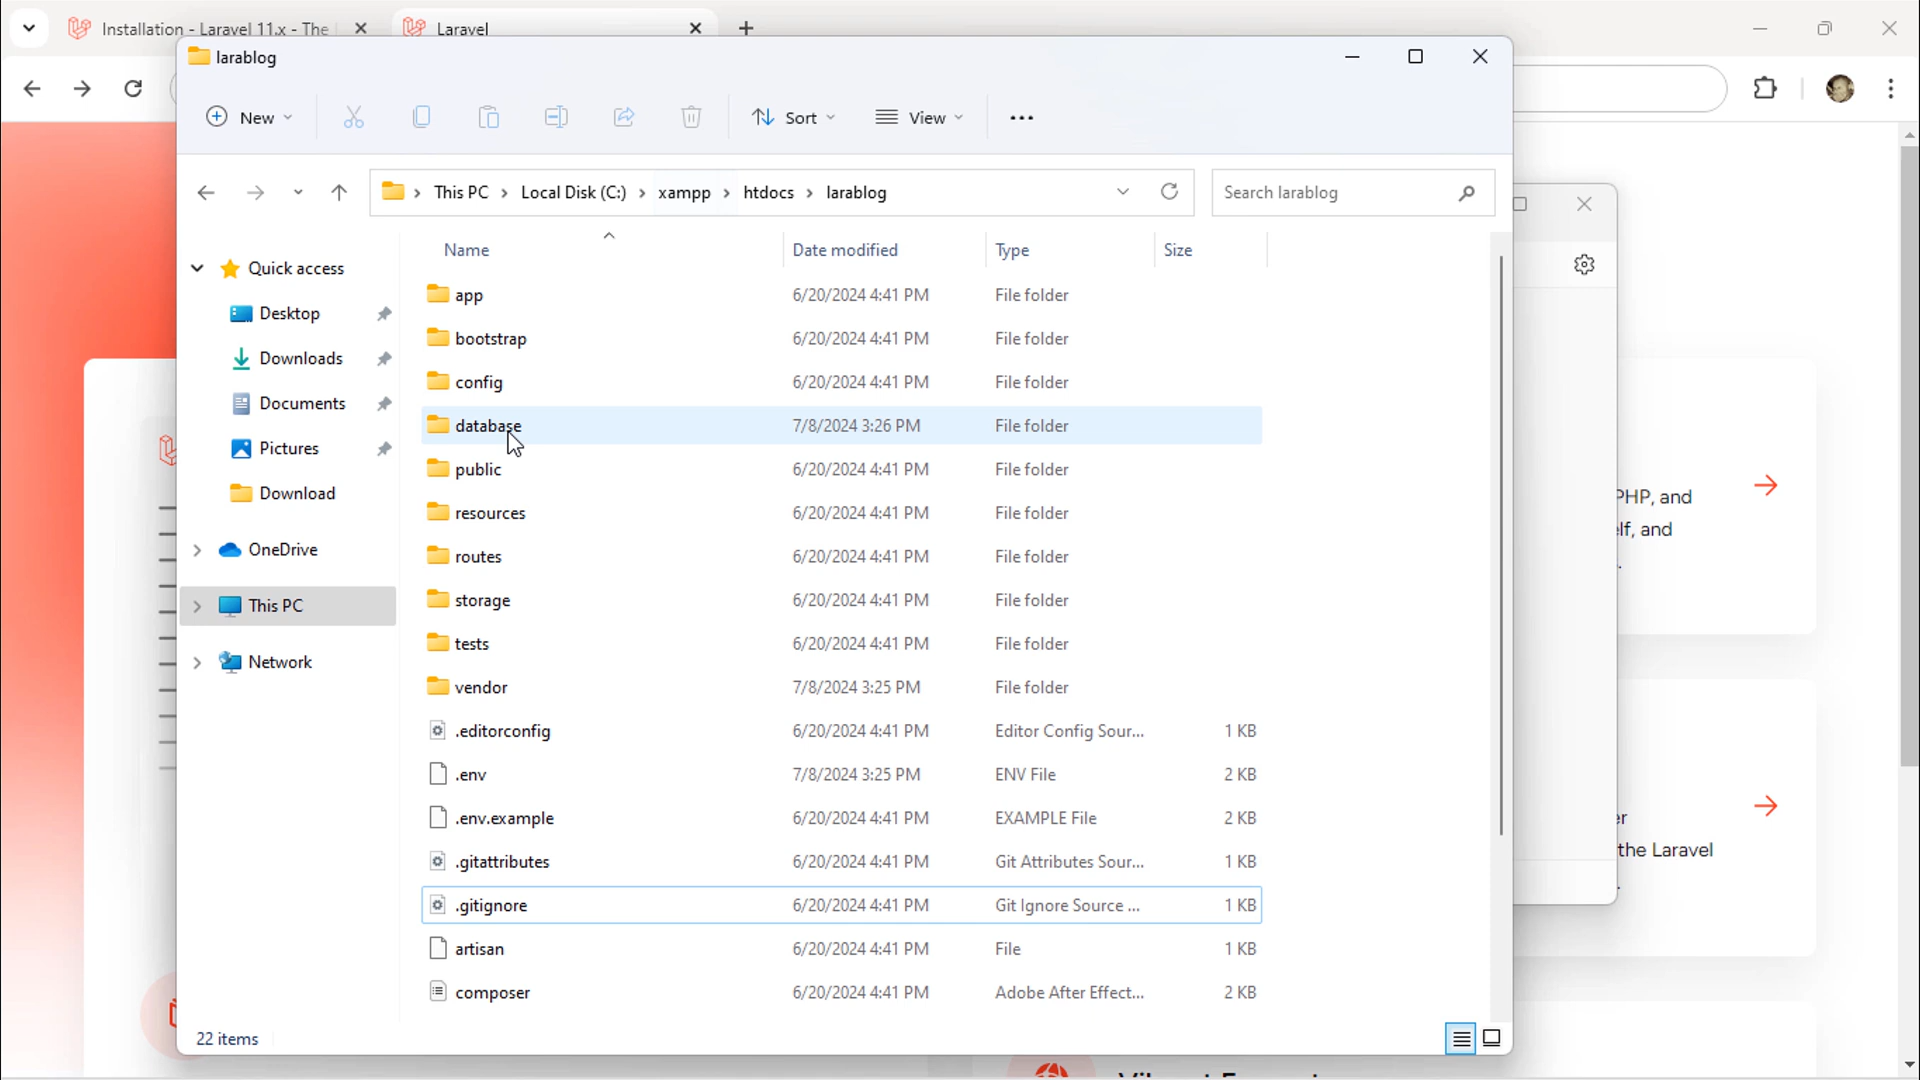 Installation - Laravel 11.x - The
Laravel
larablog
New
Sort
View
This PC
Local Disk (C:)
xampp
htdocs
larablog
Search larablog
Name
Date modified
Type
Size
Quick access
Desktop
Downloads
Documents
Pictures
Download
OneDrive
This PC
Network
app 6/20/2024 4:41 PM File folder
bootstrap 6/20/2024 4:41 PM File folder
config 6/20/2024 4:41 PM File folder
database 7/8/2024 3:26 PM File folder
public 6/20/2024 4:41 PM File folder
resources 6/20/2024 4:41 PM File folder
routes 6/20/2024 4:41 PM File folder
storage 6/20/2024 4:41 PM File folder
tests 6/20/2024 4:41 PM File folder
vendor 7/8/2024 3:25 PM File folder
.editorconfig 6/20/2024 4:41 PM Editor Config Sour... 1 KB
.env 7/8/2024 3:25 PM ENV File 2 KB
.env.example 6/20/2024 4:41 PM EXAMPLE File 2 KB
.gitattributes 6/20/2024 4:41 PM Git Attributes Sour... 1 KB
.gitignore 6/20/2024 4:41 PM Git Ignore Source ... 1 KB
artisan 6/20/2024 4:41 PM File 1 KB
composer 6/20/2024 4:41 PM Adobe After Effect... 2 KB
22 items
PHP, and
lf, and
.
er
the Laravel
.